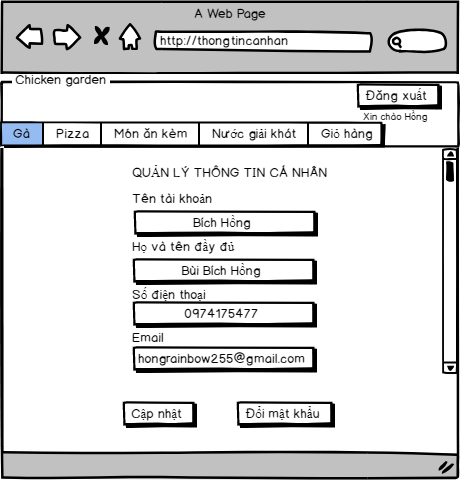 A Web Page
http://thongtincanhan
Chicken garden
Đăng xuất
Xin chào Hồng
Gà Pizza Món ăn kèm Nước giải khát Giỏ hàng
QUẢN LÝ THÔNG TIN CÁ NHÂN
Tên tài khoản
Bích Hồng
Họ và tên đầy đủ
Bùi Bích Hồng
Số điện thoại
0974175477
Email
hongrainbow255@gmail.com
Cập nhật Đổi mật khẩu